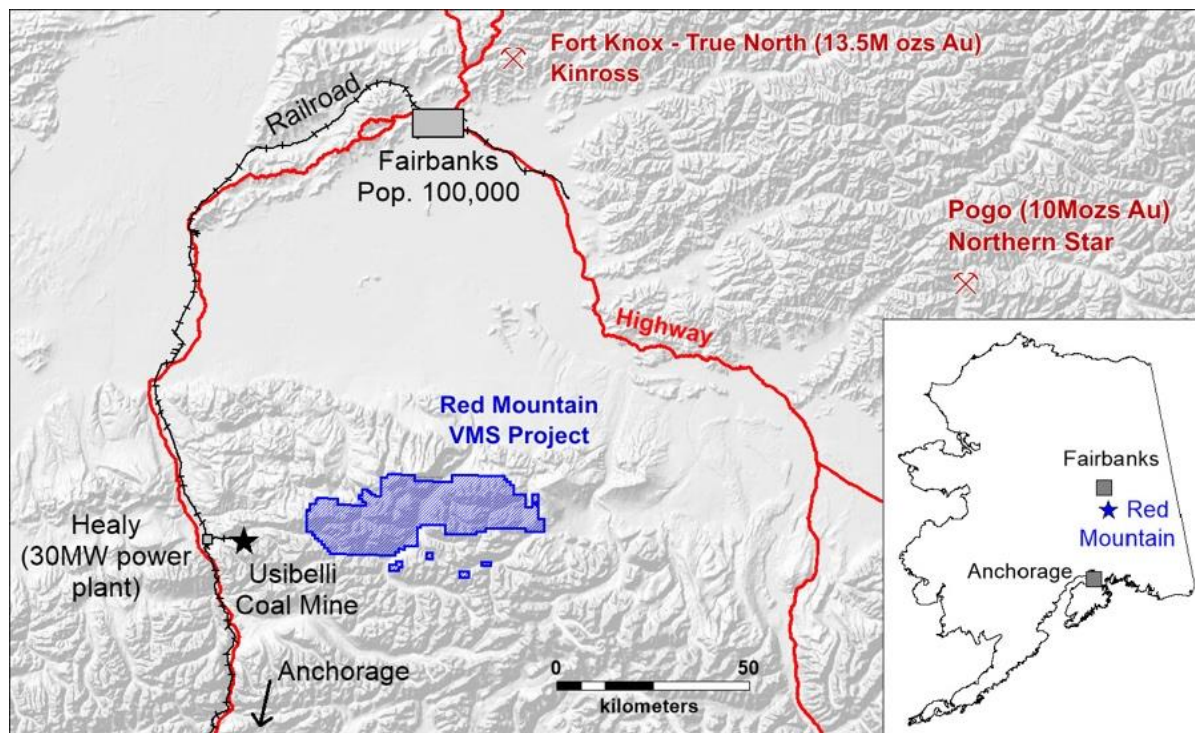 Fort Knox - True North (13.5M ozs Au)
Kinross
Railroad
Fairbanks
Pop. 100,000
Pogo (10Mozs Au)
Northern Star
Highway
Red Mountain
VMS Project
Healy
(30MW power
plant)
Usibelli
Coal Mine
Anchorage
0 50
kilometers
Fairbanks
Red
Mountain
Anchorage